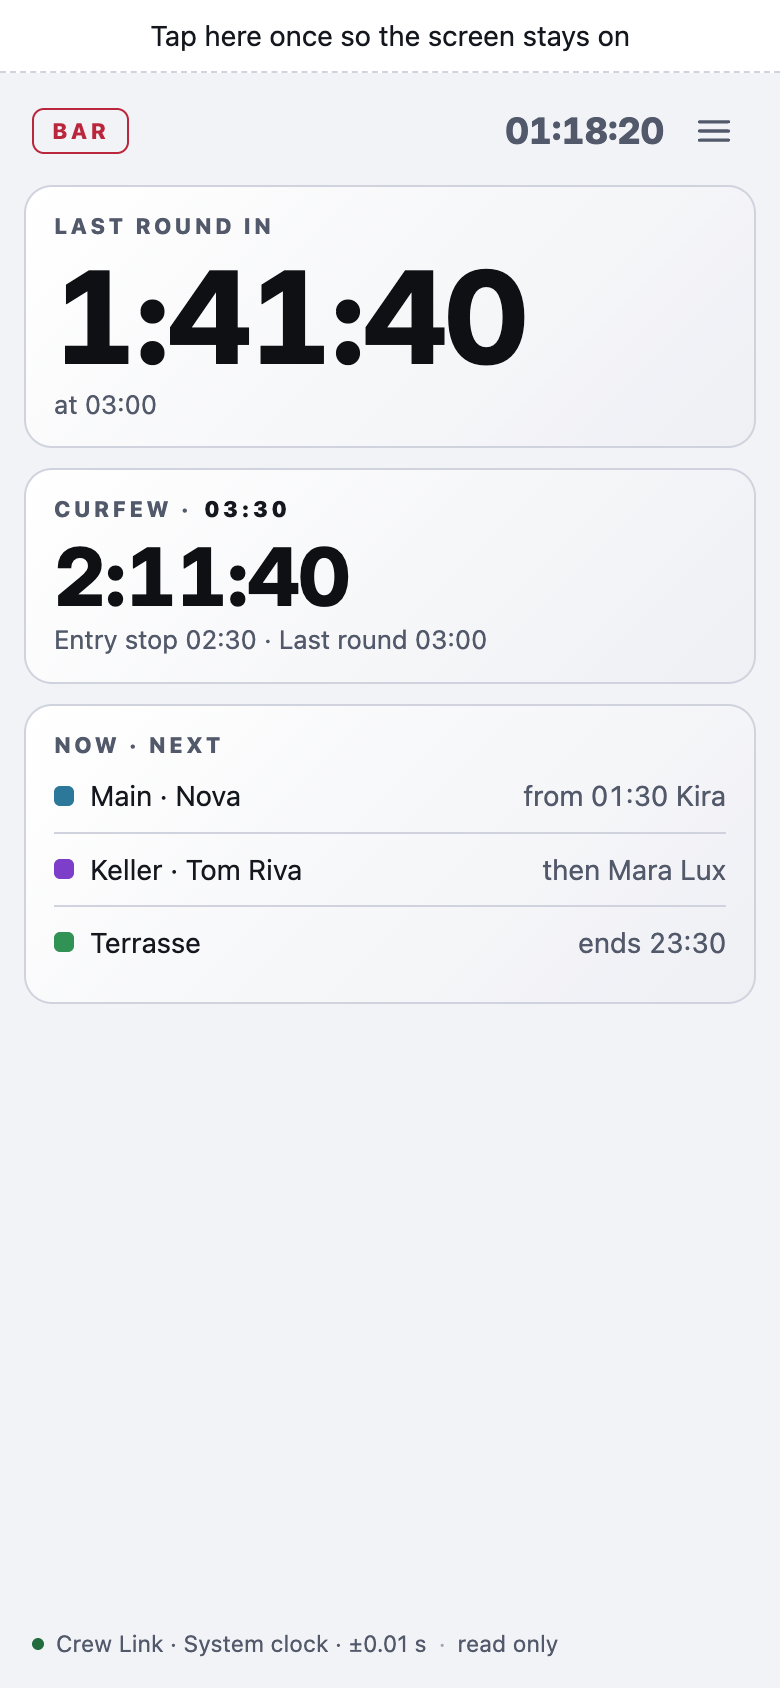 Tap here once so the screen stays on
BAR 01:18:20
LAST ROUND IN
1:41:40
at 03:00
CURFEW · 03:30
2:11:40
Entry stop 02:30 · Last round 03:00
NOW · NEXT
Main · Nova from 01:30 Kira
Keller · Tom Riva then Mara Lux
Terrasse ends 23:30
Crew Link · System clock · ±0.01 s · read only